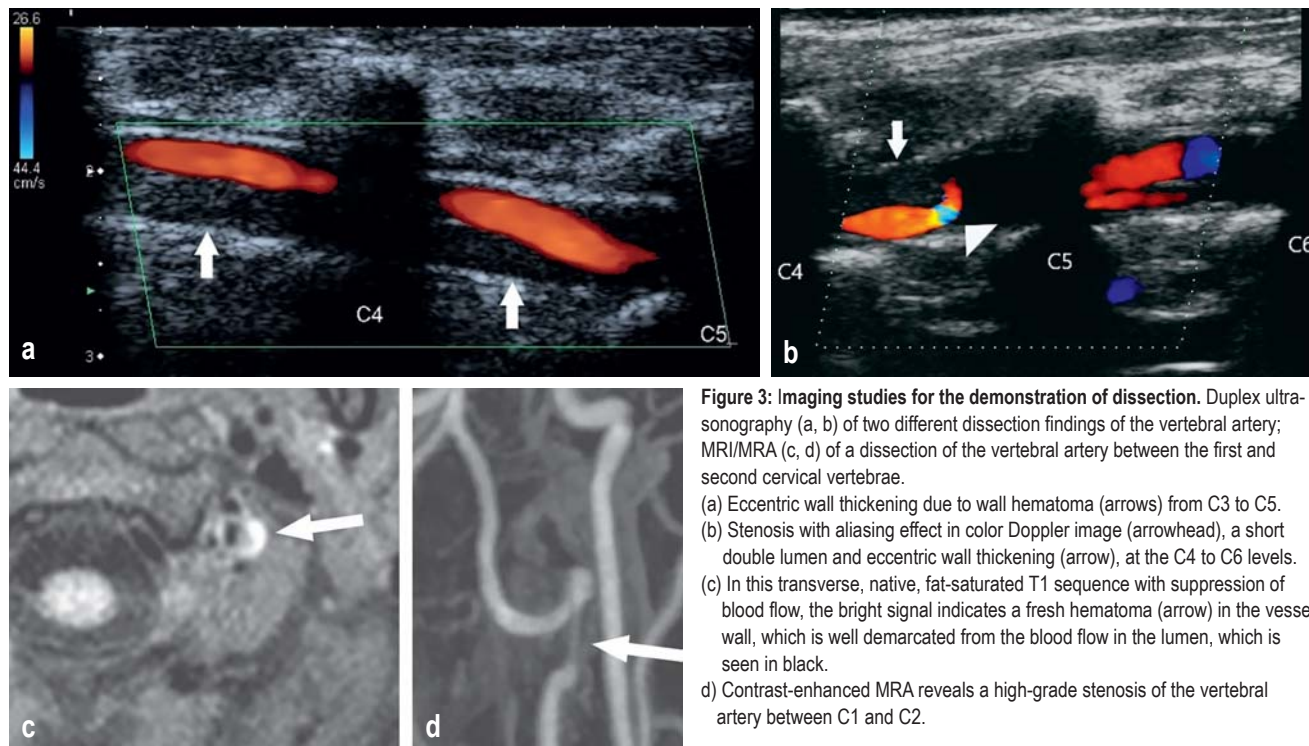 26.6
44.4
cm/s
2
3
C4
C5
a
C4
C5
C6
b
c
d
Figure 3: Imaging studies for the demonstration of dissection. Duplex ultra-
sonography (a, b) of two different dissection findings of the vertebral artery;
MRI/MRA (c, d) of a dissection of the vertebral artery between the first and
second cervical vertebrae.
(a) Eccentric wall thickening due to wall hematoma (arrows) from C3 to C5.
(b) Stenosis with aliasing effect in color Doppler image (arrowhead), a short
double lumen and eccentric wall thickening (arrow), at the C4 to C6 levels.
(c) In this transverse, native, fat-saturated T1 sequence with suppression of
blood flow, the bright signal indicates a fresh hematoma (arrow) in the vessel
wall, which is well demarcated from the blood flow in the lumen, which is
seen in black.
d) Contrast-enhanced MRA reveals a high-grade stenosis of the vertebral
artery between C1 and C2.